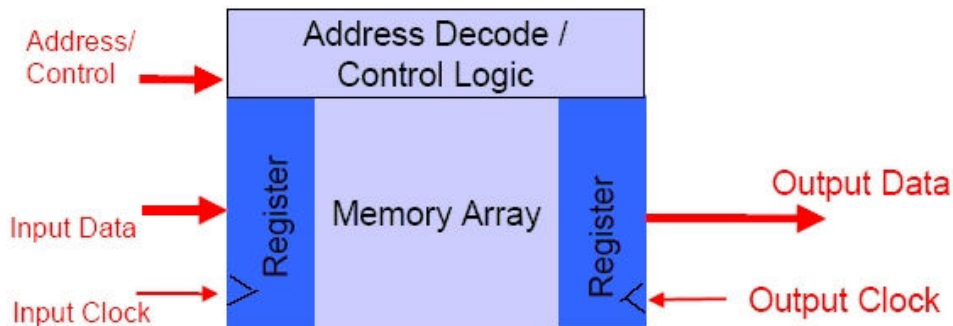 Address Decode /
Control Logic
Address/
Control
Register
Memory Array
Register
Output Data
Input Data
Input Clock
Output Clock